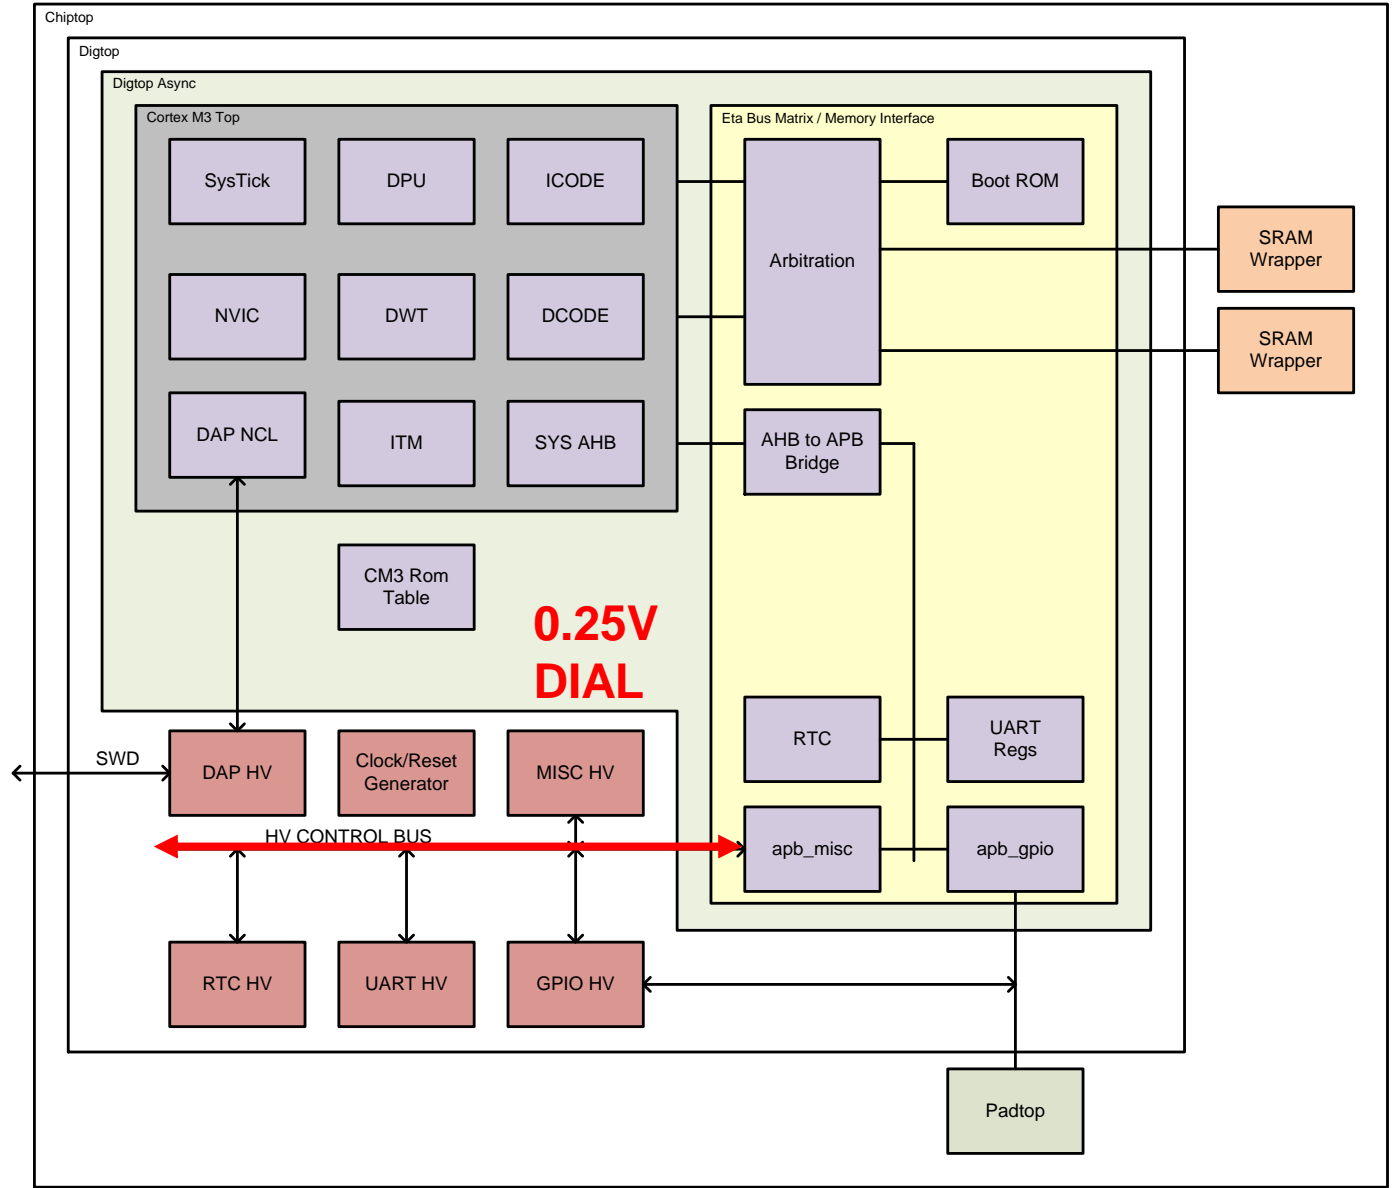 Chiptop
Digtop
Digtop Async
Cortex M3 Top
Eta Bus Matrix / Memory Interface
SysTick
DPU
ICODE
Boot ROM
Arbitration
SRAM
Wrapper
NVIC
DWT
DCODE
SRAM
Wrapper
DAP NCL
ITM
SYS AHB
AHB to APB
Bridge
CM3 Rom
Table
0.25V
DIAL
RTC
UART
Regs
SWD
DAP HV
Clock/Reset
Generator
MISC HV
HV CONTROL BUS
apb_misc
apb_gpio
RTC HV
UART HV
GPIO HV
Padtop